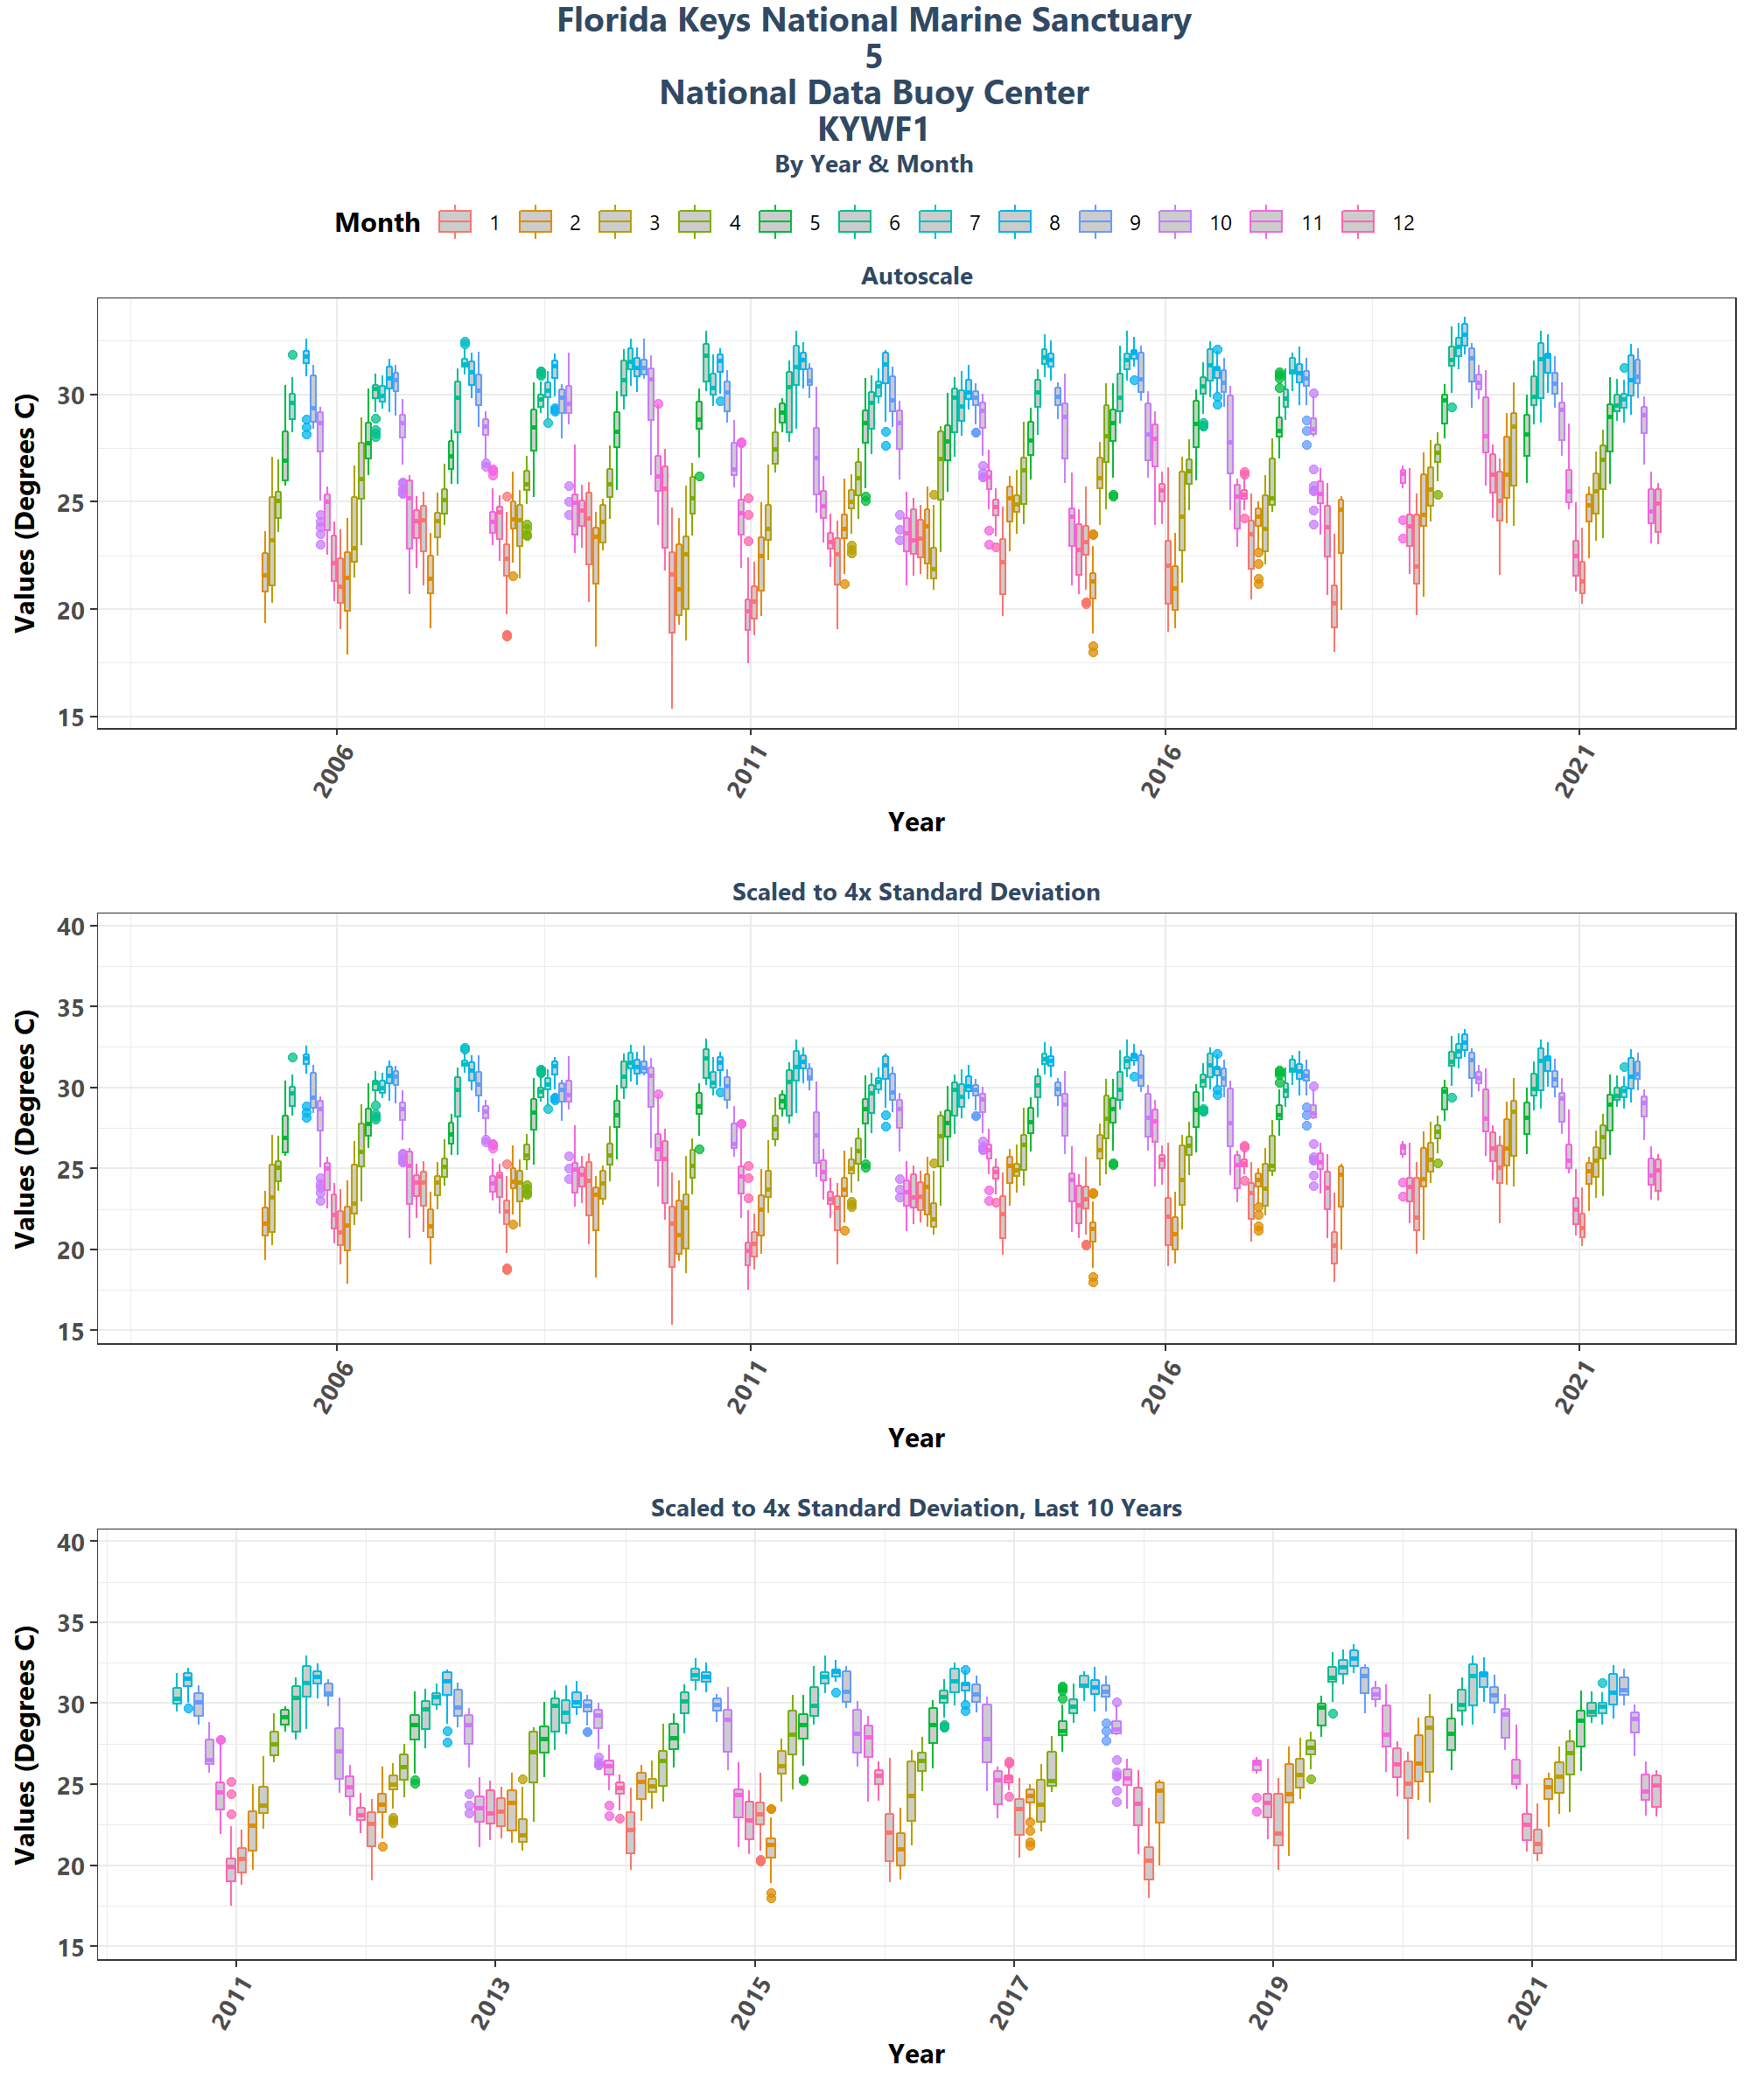 Florida Keys National Marine Sanctuary
5
National Data Buoy Center
KYWF1
By Year & Month
Month 1 2 3 4 5 6 7 8 9 10 11 12
Autoscale
Values (Degrees C)
30
25
20
15
2006 2011 2016 2021
Year
Scaled to 4x Standard Deviation
Values (Degrees C)
40
35
30
25
20
15
2006 2011 2016 2021
Year
Scaled to 4x Standard Deviation, Last 10 Years
Values (Degrees C)
40
35
30
25
20
15
2011 2013 2015 2017 2019 2021
Year